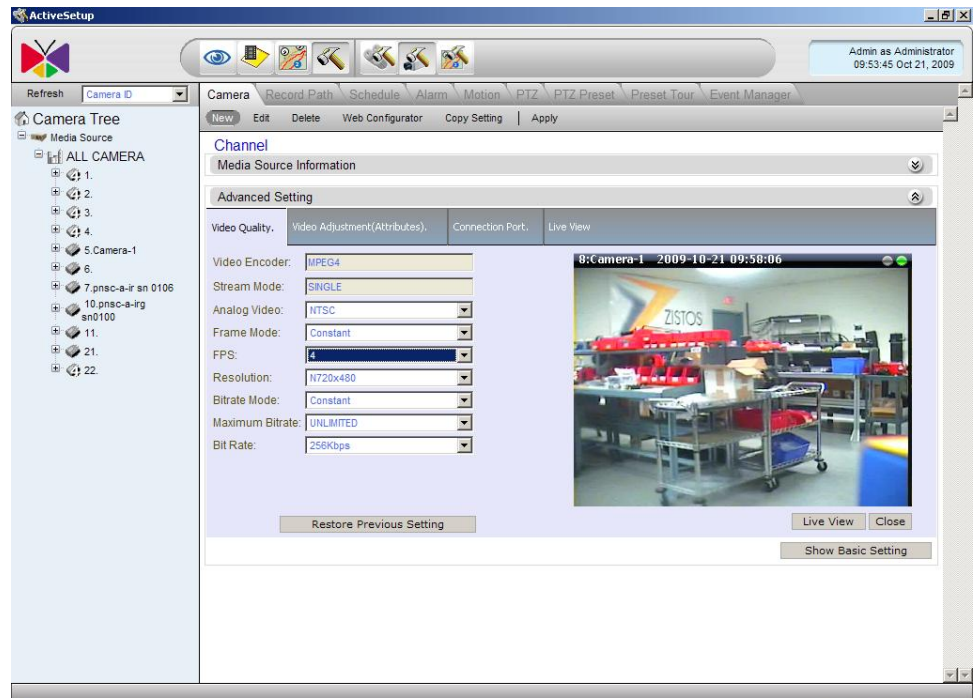 ActiveSetup
Admin as Administrator
09:53:45 Oct 21, 2009
Refresh Camera ID
Camera Record Path Schedule Alarm Motion PTZ PTZ Preset Preset Tour Event Manager
New Edit Delete Web Configurator Copy Setting | Apply
Camera Tree
Media Source
ALL CAMERA
1.
2.
3.
4.
5.Camera-1
6.
7.pnsc-a-ir sn 0106
10.pnsc-a-irg
sn0100
11.
21.
22.
Channel
Media Source Information
Advanced Setting
Video Quality. Video Adjustment(Attributes). Connection Port. Live View
Video Encoder: MPEG4
Stream Mode: SINGLE
Analog Video: NTSC
Frame Mode: Constant
FPS: 4
Resolution: N720x480
Bitrate Mode: Constant
Maximum Bitrate: UNLIMITED
Bit Rate: 256Kbps
8:Camera-1 2009-10-21 09:58:06
ZISTOS
Restore Previous Setting
Live View Close
Show Basic Setting